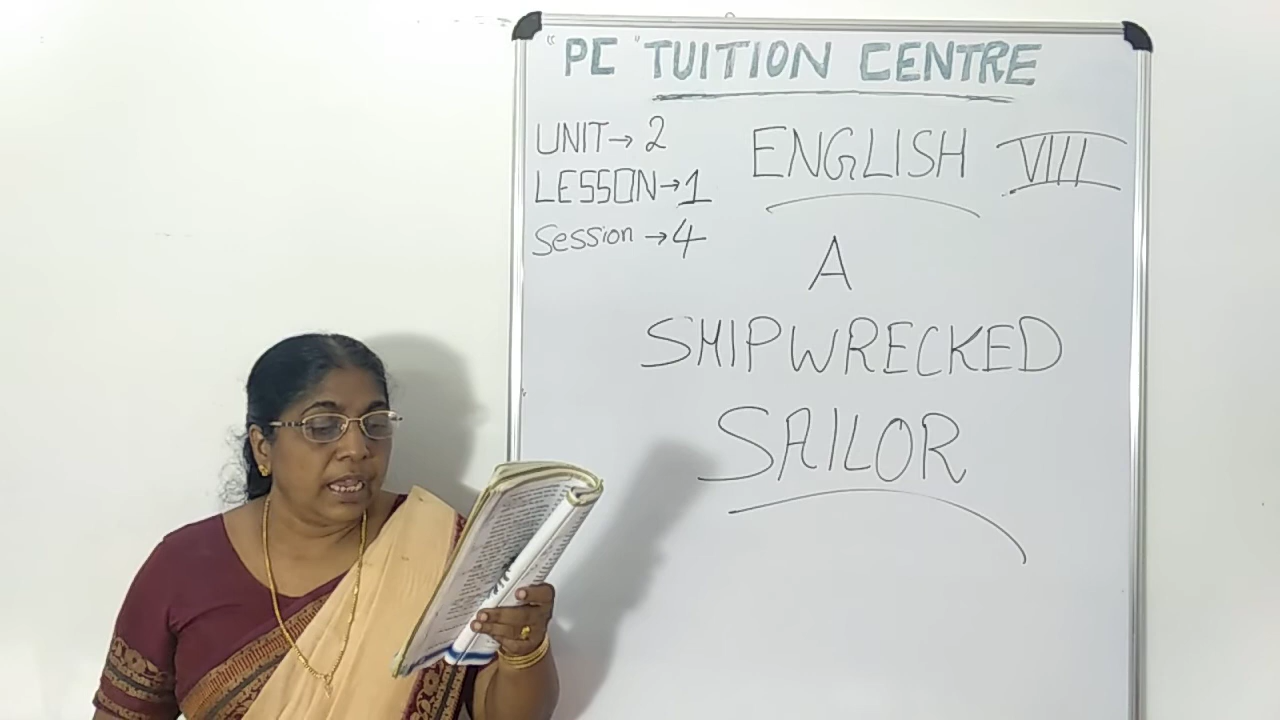 "PC" TUITION CENTRE
UNIT→2
LESSON→1
Session→4
ENGLISH VIII
A
SHIPWRECKED
SAILOR